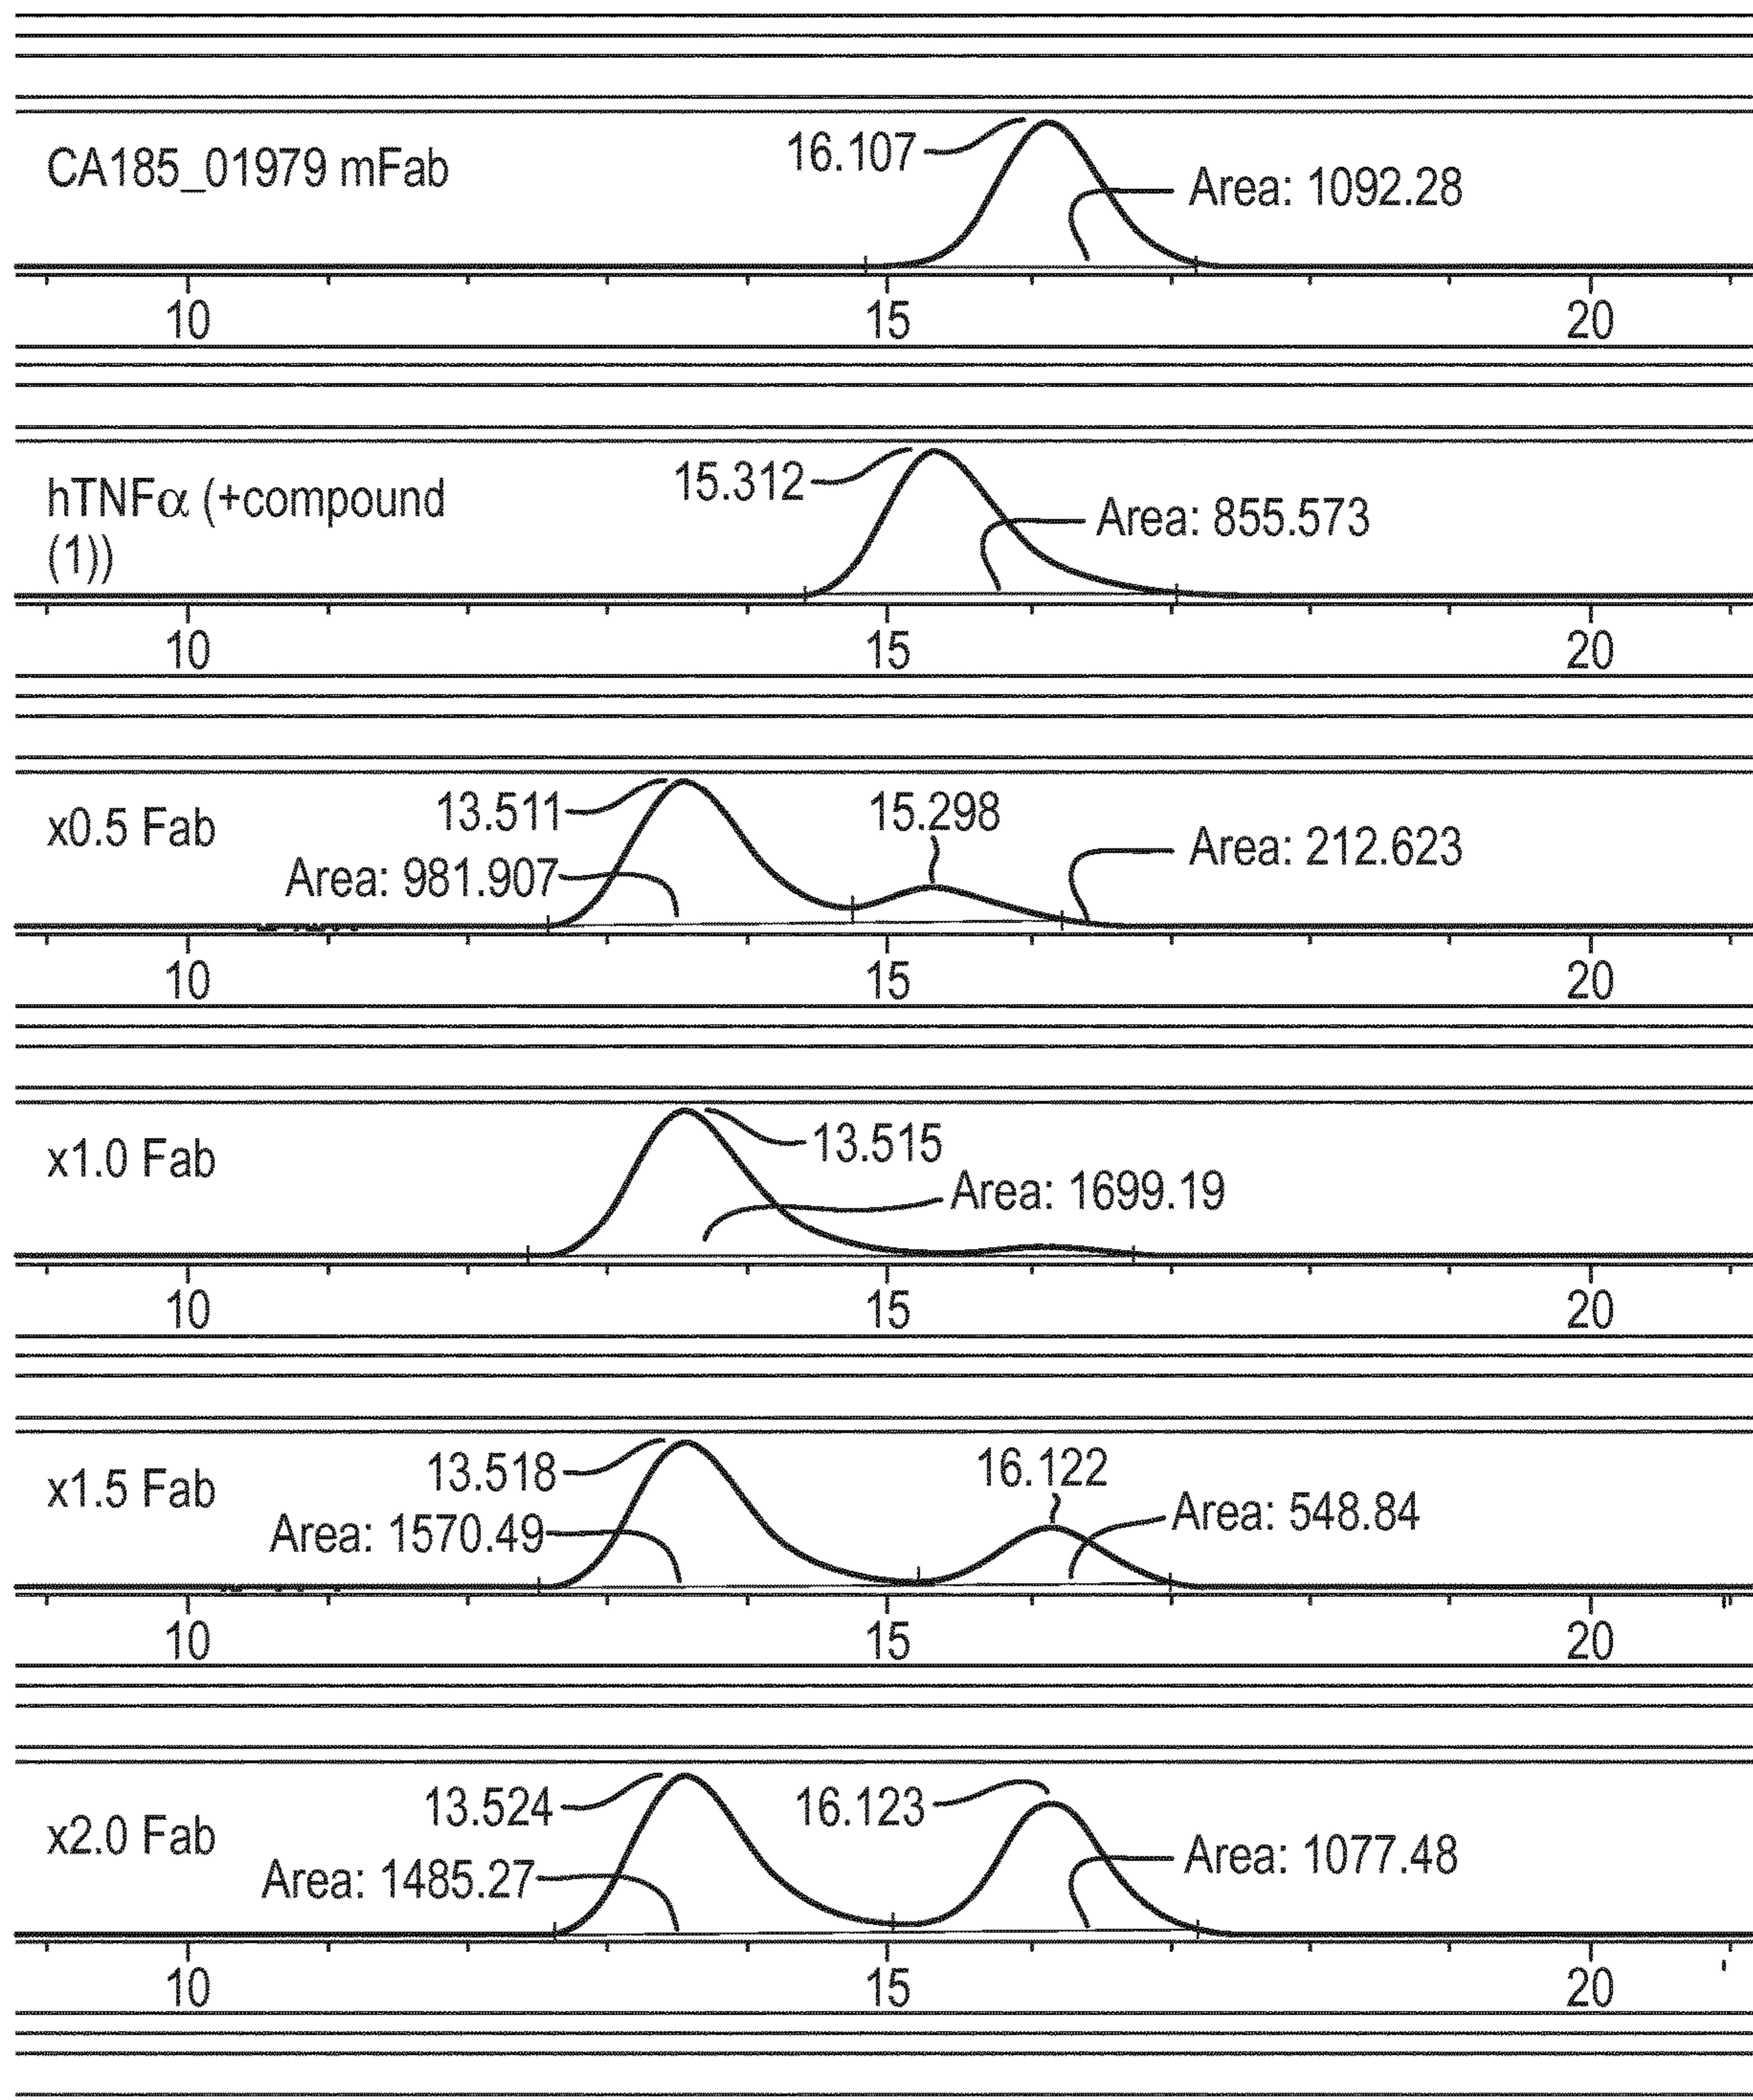 16.107
CA185_01979 mFab
Area: 1092.28
10 15 20
15.312
hTNFα (+compound
(1))
Area: 855.573
10 15 20
13.511 15.298
x0.5 Fab
Area: 212.623
Area: 981.907
10 15 20
13.515
x1.0 Fab
Area: 1699.19
10 15 20
13.518 16.122
x1.5 Fab
Area: 548.84
Area: 1570.49
10 15 20
13.524 16.123
x2.0 Fab
Area: 1077.48
Area: 1485.27
10 15 20